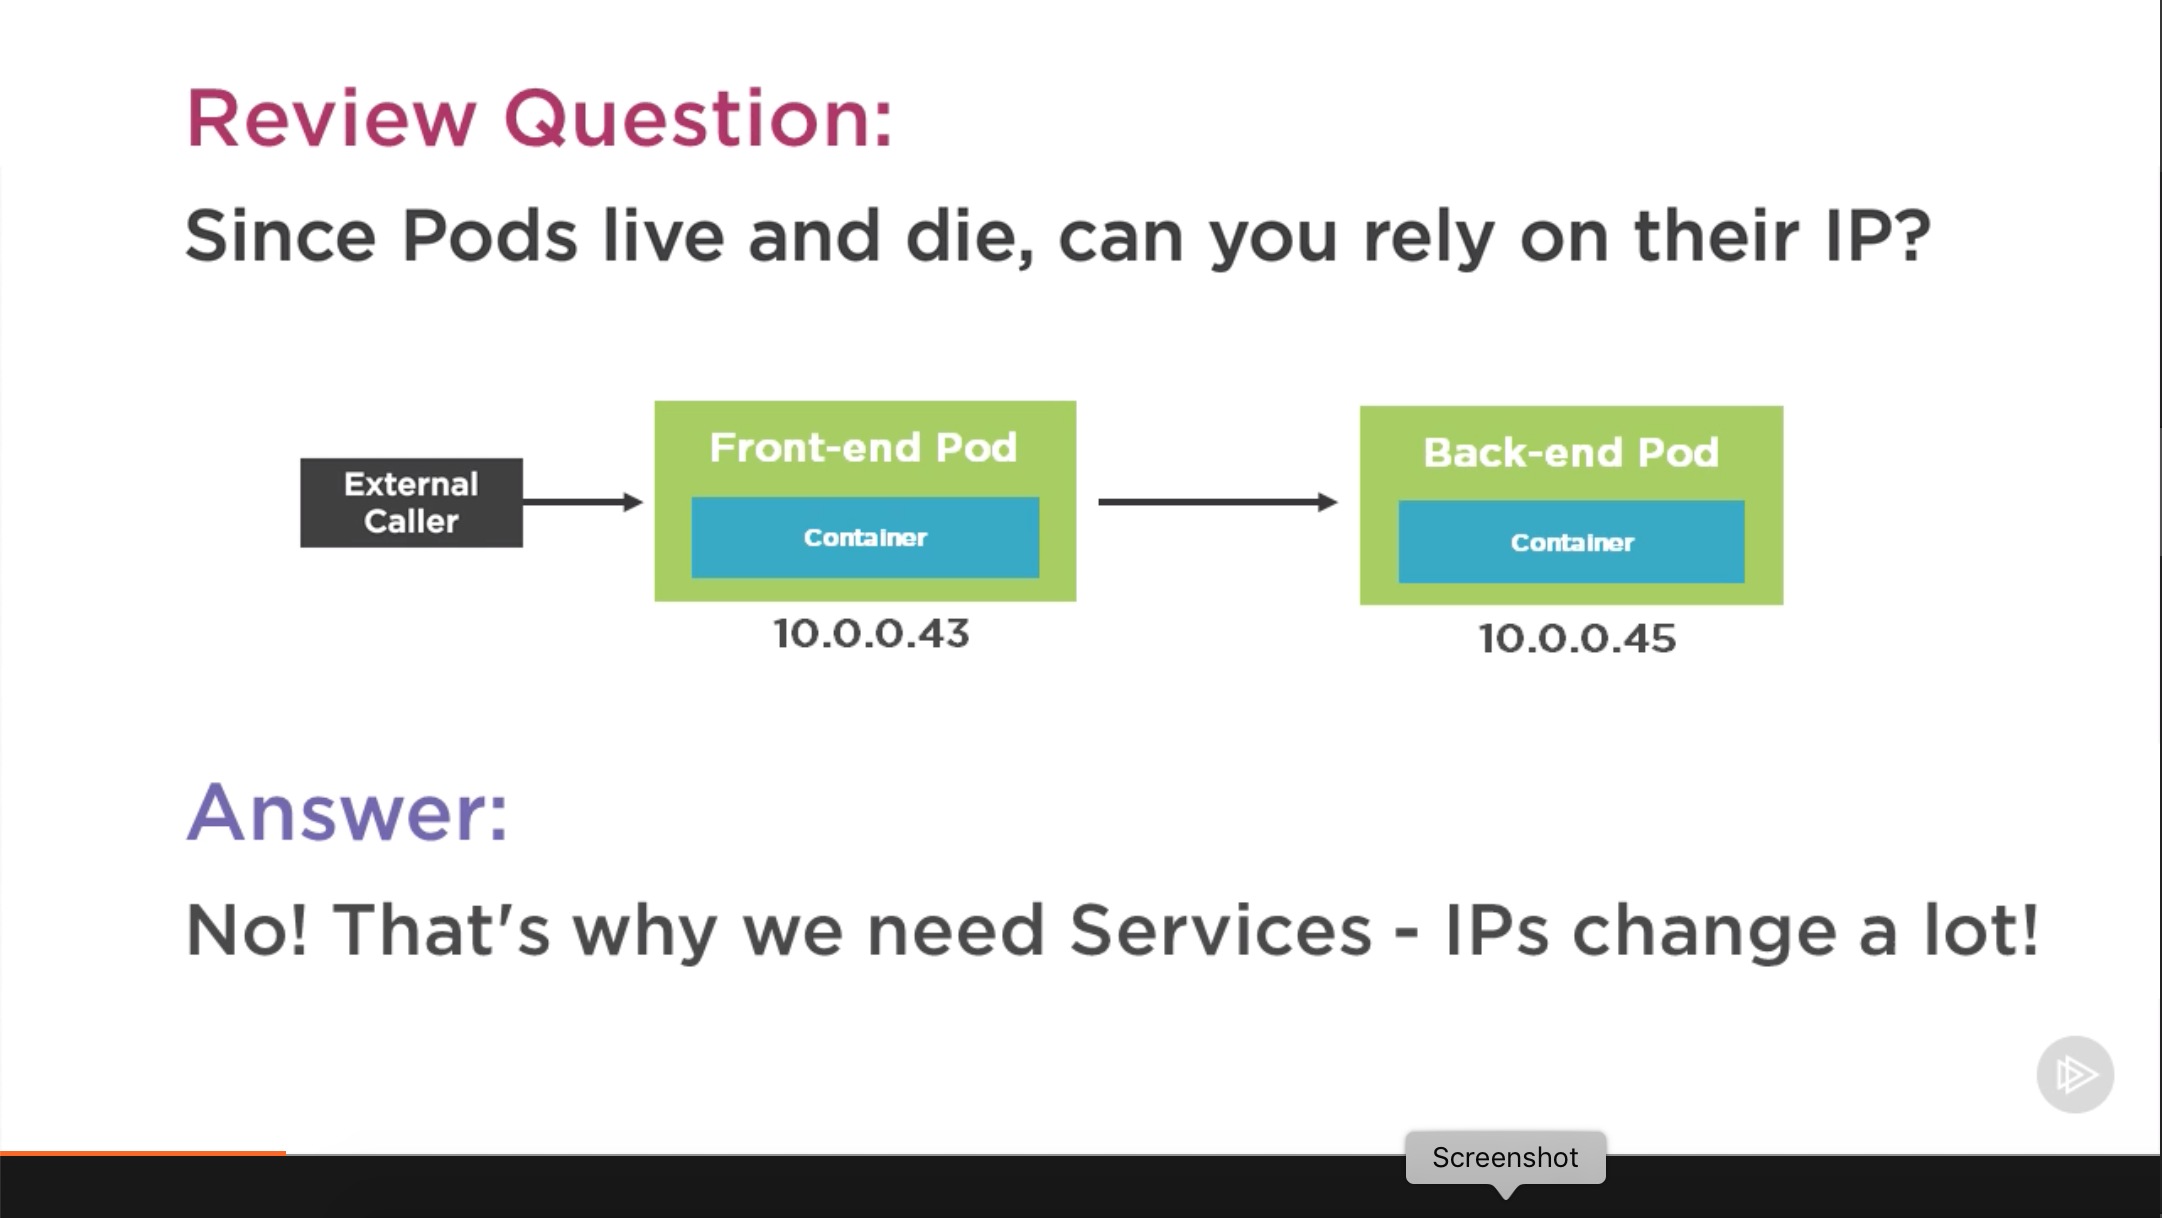 Review Question:
Since Pods live and die, can you rely on their IP?
External
Caller
Front-end Pod
Container
10.0.0.43
Back-end Pod
Container
10.0.0.45
Answer:
No! That's why we need Services - IPs change a lot!
Screenshot